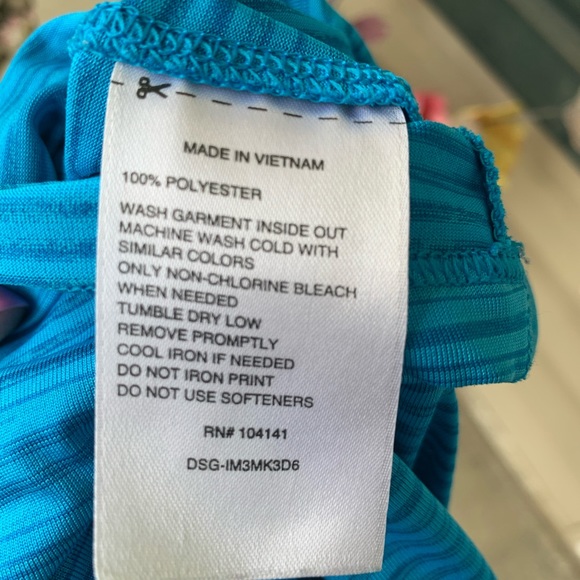 MADE IN VIETNAM
100% POLYESTER
WASH GARMENT INSIDE OUT
MACHINE WASH COLD WITH
SIMILAR COLORS
ONLY NON-CHLORINE BLEACH
WHEN NEEDED
TUMBLE DRY LOW
REMOVE PROMPTLY
COOL IRON IF NEEDED
DO NOT IRON PRINT
DO NOT USE SOFTENERS
RN# 104141
DSG-IM3MK3D6